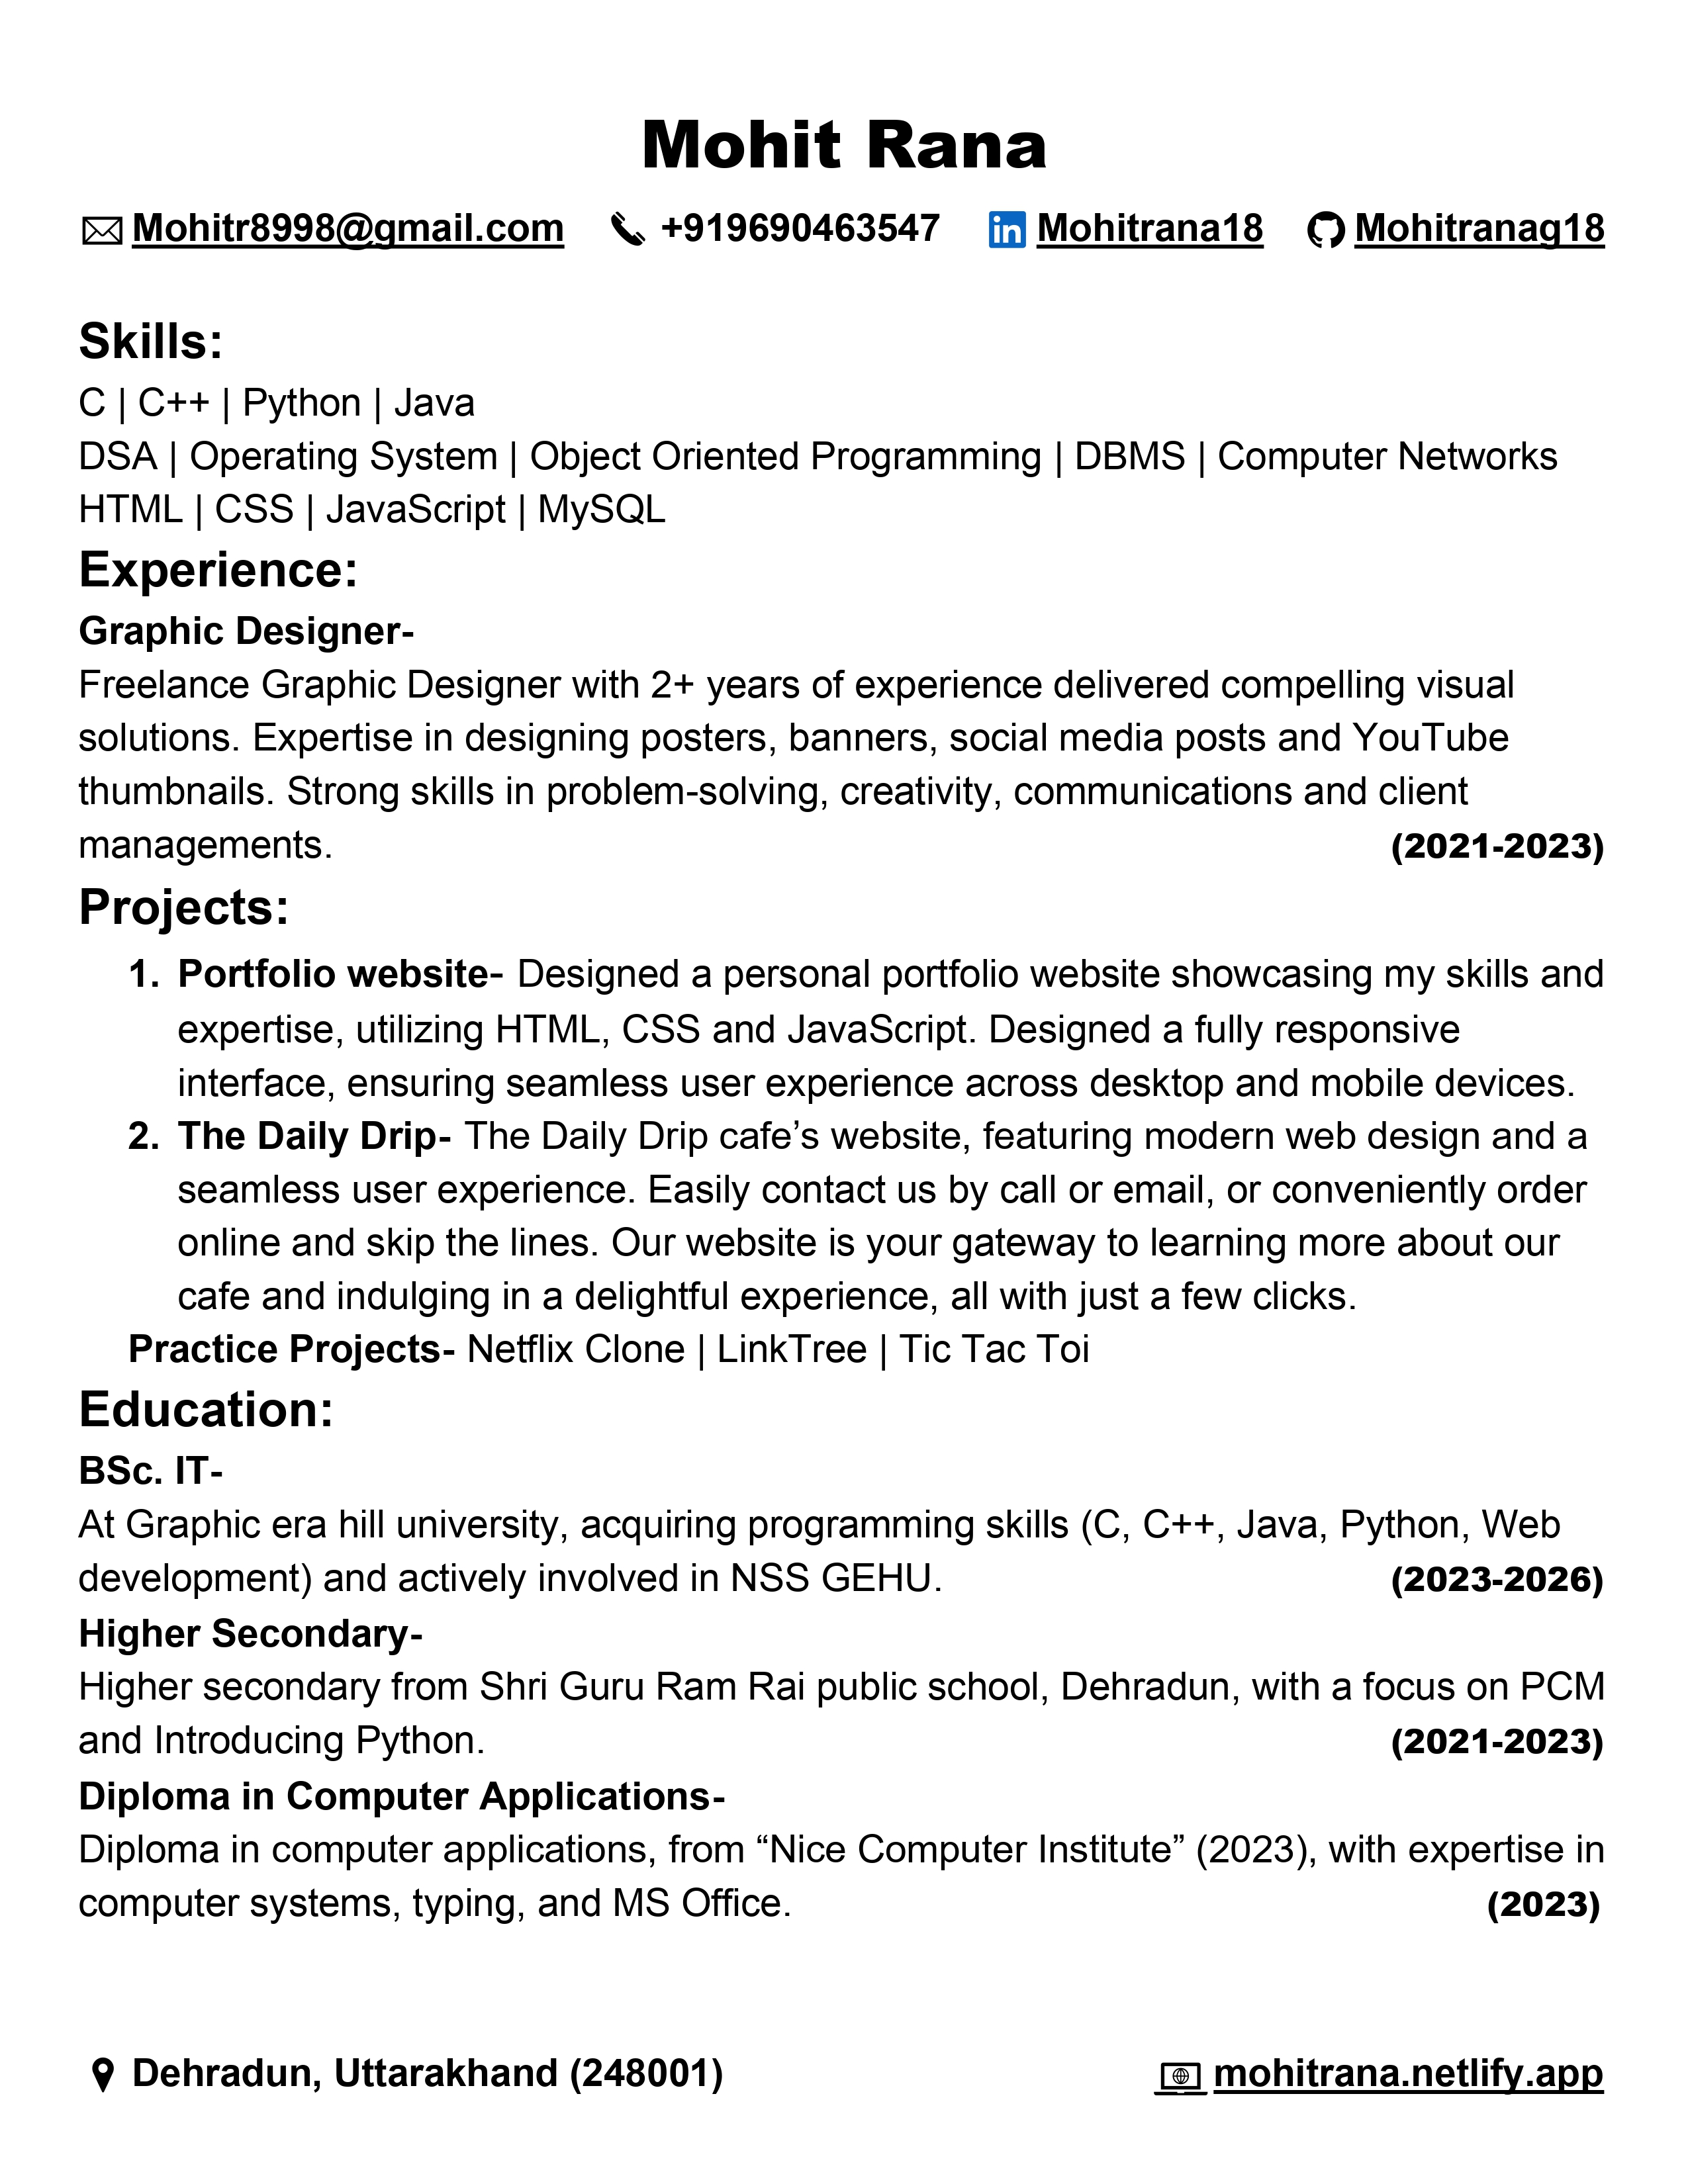 Mohit Rana
Mohitr8998@gmail.com +919690463547 Mohitrana18 Mohitranag18
Skills:
C | C++ | Python | Java
DSA | Operating System | Object Oriented Programming | DBMS | Computer Networks
HTML | CSS | JavaScript | MySQL
Experience:
Graphic Designer-
Freelance Graphic Designer with 2+ years of experience delivered compelling visual
solutions. Expertise in designing posters, banners, social media posts and YouTube
thumbnails. Strong skills in problem-solving, creativity, communications and client
managements. (2021-2023)
Projects:
1. Portfolio website- Designed a personal portfolio website showcasing my skills and
expertise, utilizing HTML, CSS and JavaScript. Designed a fully responsive
interface, ensuring seamless user experience across desktop and mobile devices.
2. The Daily Drip- The Daily Drip cafe’s website, featuring modern web design and a
seamless user experience. Easily contact us by call or email, or conveniently order
online and skip the lines. Our website is your gateway to learning more about our
cafe and indulging in a delightful experience, all with just a few clicks.
Practice Projects- Netflix Clone | LinkTree | Tic Tac Toi
Education:
BSc. IT-
At Graphic era hill university, acquiring programming skills (C, C++, Java, Python, Web
development) and actively involved in NSS GEHU. (2023-2026)
Higher Secondary-
Higher secondary from Shri Guru Ram Rai public school, Dehradun, with a focus on PCM
and Introducing Python. (2021-2023)
Diploma in Computer Applications-
Diploma in computer applications, from “Nice Computer Institute” (2023), with expertise in
computer systems, typing, and MS Office. (2023)
Dehradun, Uttarakhand (248001) mohitrana.netlify.app